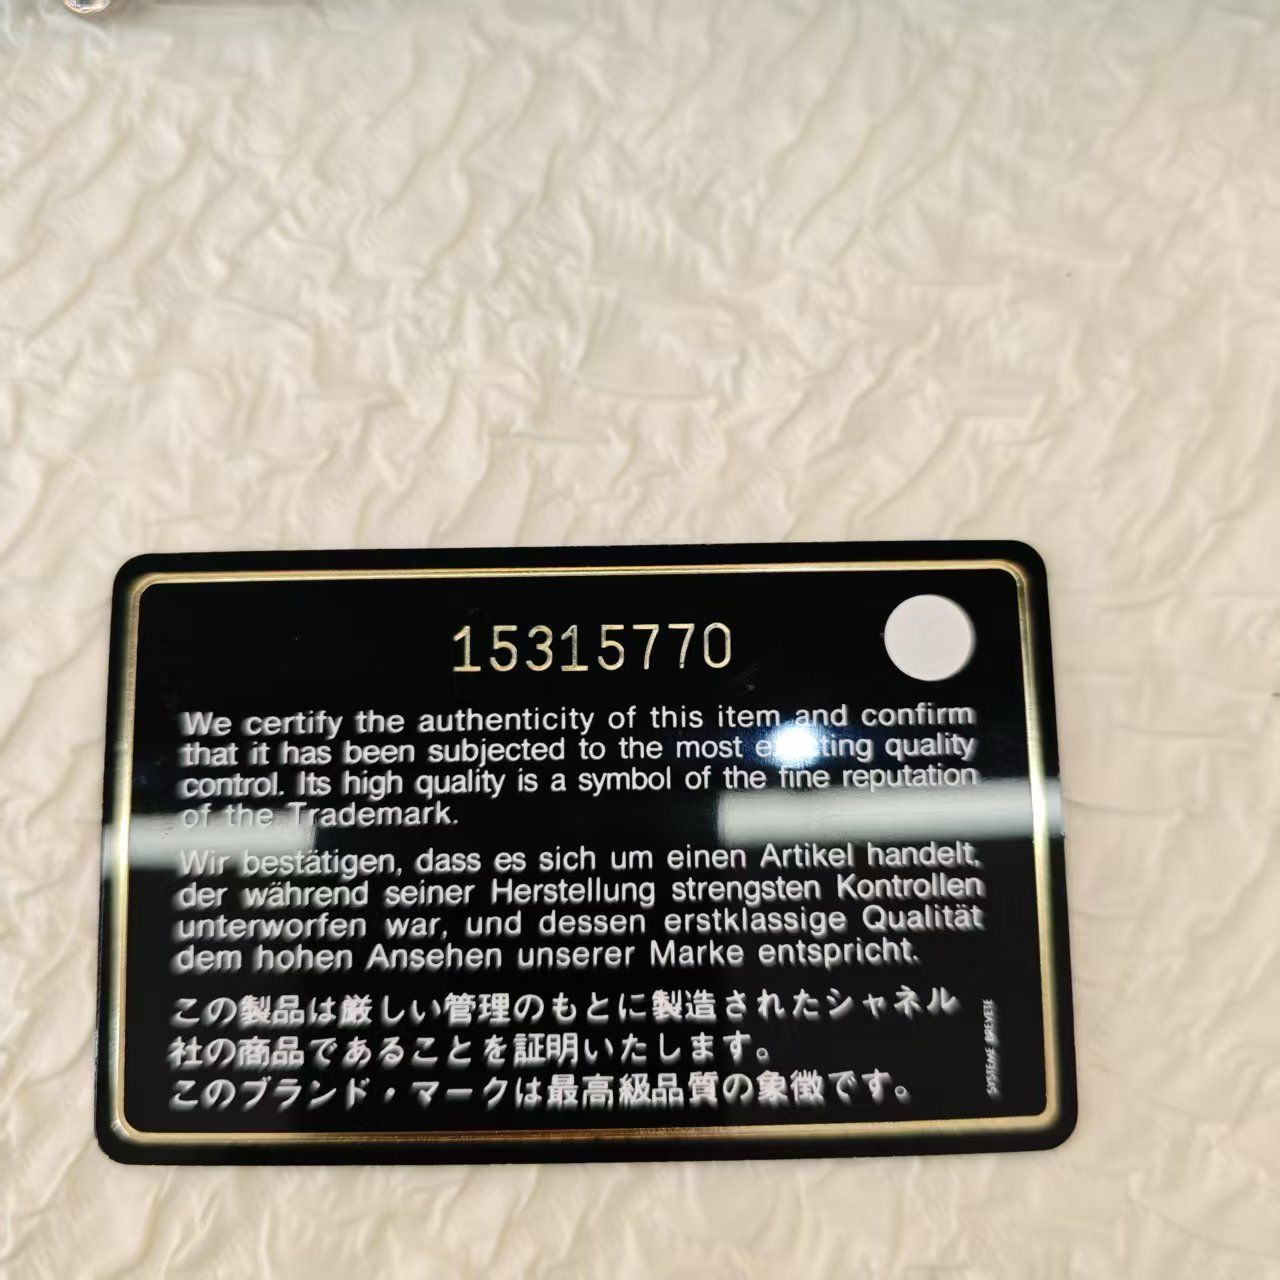 15315770
We certify the authenticity of this item and confirm
that it has been subjected to the most exacting quality
control. Its high quality is a symbol of the fine reputation
of the Trademark.
Wir bestätigen, dass es sich um einen Artikel handelt,
der während seiner Herstellung strengsten Kontrollen
unterworfen war, und dessen erstklassige Qualität
dem hohen Ansehen unserer Marke entspricht.
この製品は厳しい管理のもとに製造されたシャネル
社の商品であることを証明いたします。
このブランド・マークは最高級品質の象徴です。
SYSTEME BREVETE